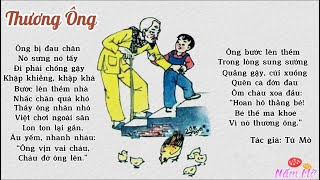 Thương Ông
Ông bị đau chân
Nó sưng nó tấy
Đi phải chống gậy
Khập khiễng, khập khà
Bước lên thềm nhà
Nhấc chân quá khó
Thấy ông nhăn nhó
Việt chơi ngoài sân
Lon ton lại gần,
Âu yếm, nhanh nhảu:
"Ông vịn vai cháu,
Cháu đỡ ông lên."
Ông bước lên thềm
Trong lòng sung sướng
Quẳng gậy, cúi xuống
Quên cả đớn đau
Ôm cháu xoa đầu:
"Hoan hô thằng bé!
Bé thế mà khoẻ
Vì nó thương ông."
Tác giả: Tú Mỡ